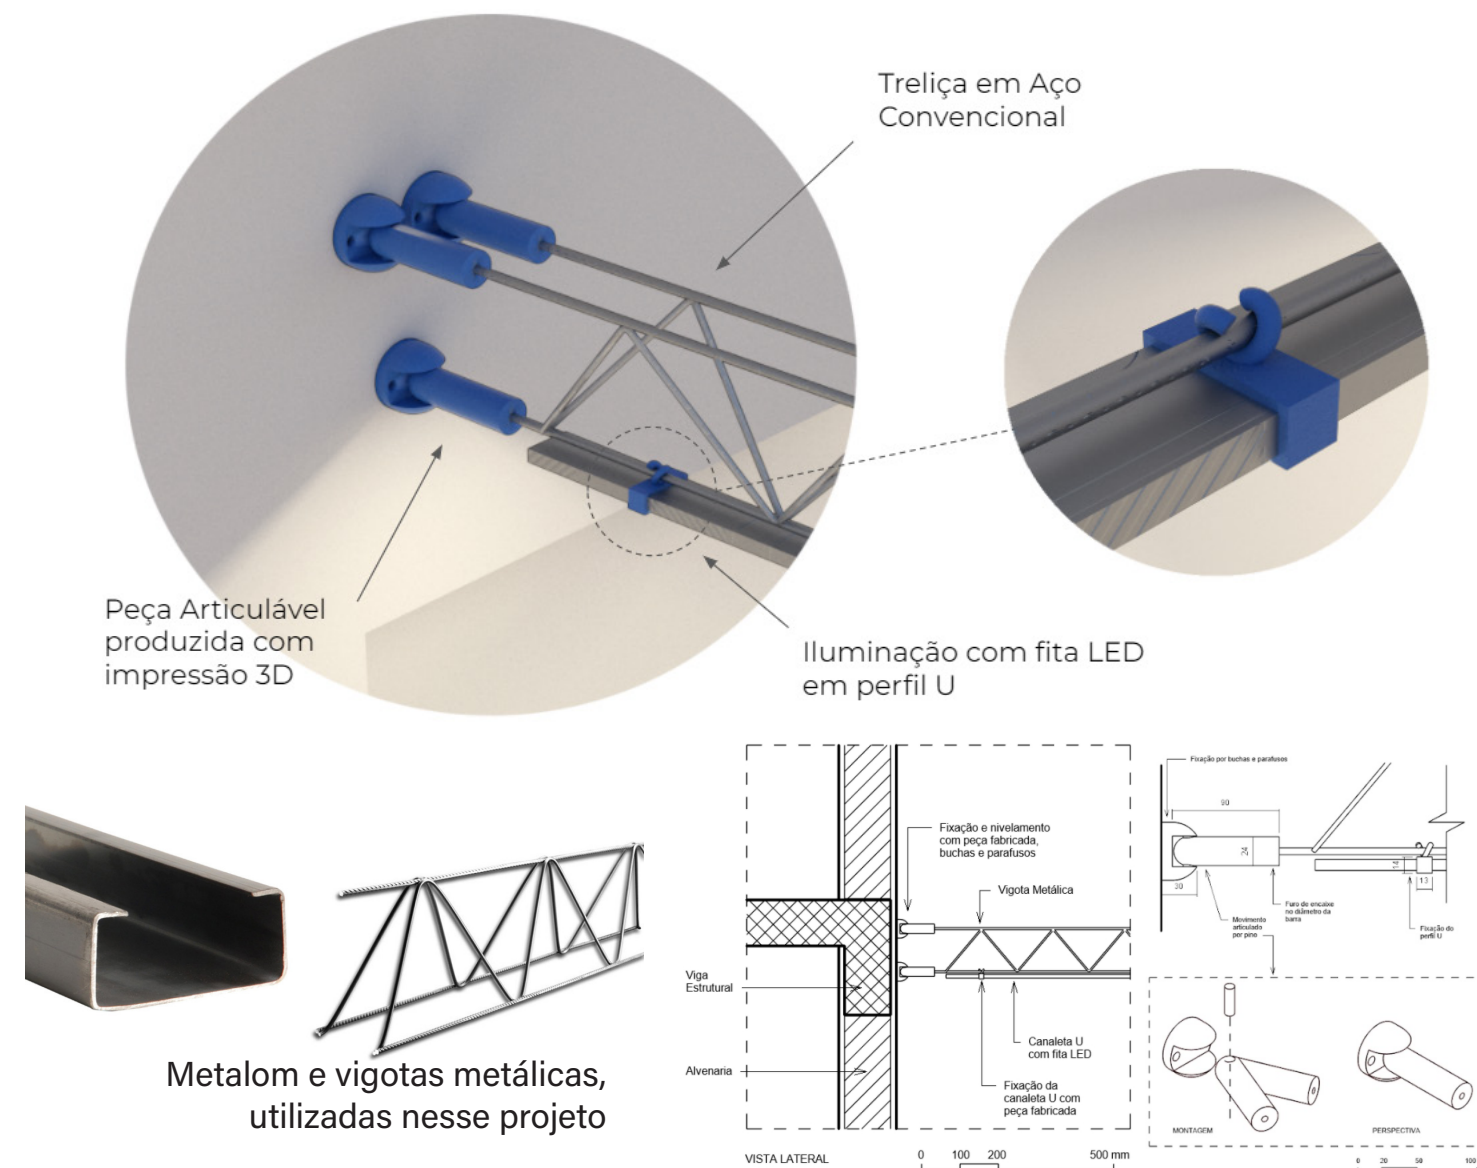 Treliça em Aço
Convencional
Peça Articulável
produzida com
impressão 3D
Iluminação com fita LED
em perfil U
Metalom e vigotas metálicas,
utilizadas nesse projeto
Fixação e nivelamento
com peça fabricada,
buchas e parafusos
Vigota Metálica
Viga
Estrutural
Canaleta U
com fita LED
Alvenaria
Fixação da
canaleta U com
peça fabricada
VISTA LATERAL
0 100 200 500 mm
Fixação por buchas e parafusos
90
24
14
13
30
Furo de encaixe
no diâmetro da
barra
Movimento
articulado
por pino
Fixação do
perfil U
MONTAGEM
PERSPECTIVA
0 20 50 100